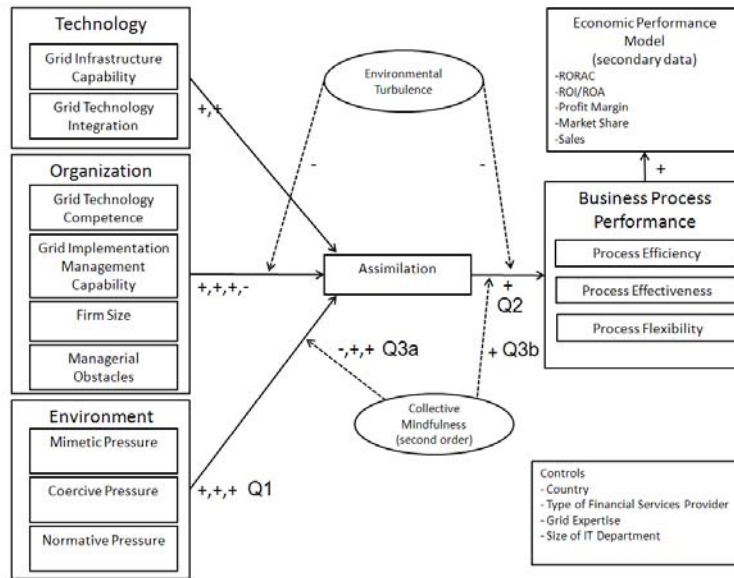 Technology
Grid Infrastructure
Capability
Grid Technology
Integration
+,+
Organization
Grid Technology
Competence
Grid Implementation
Management
Capability
Firm Size
Managerial
Obstacles
+,+,+,-
Environment
Mimetic Pressure
Coercive Pressure
Normative Pressure
+,+,+ Q1
Environmental
Turbulence
-
-
Assimilation
+
Q2
-,+,+ Q3a
+ Q3b
Collective
Mindfulness
(second order)
Economic Performance
Model
(secondary data)
-RORAC
-ROI/ROA
-Profit Margin
-Market Share
-Sales
+
Business Process
Performance
Process Efficiency
Process Effectiveness
Process Flexibility
Controls
- Country
- Type of Financial Services Provider
- Grid Expertise
- Size of IT Department